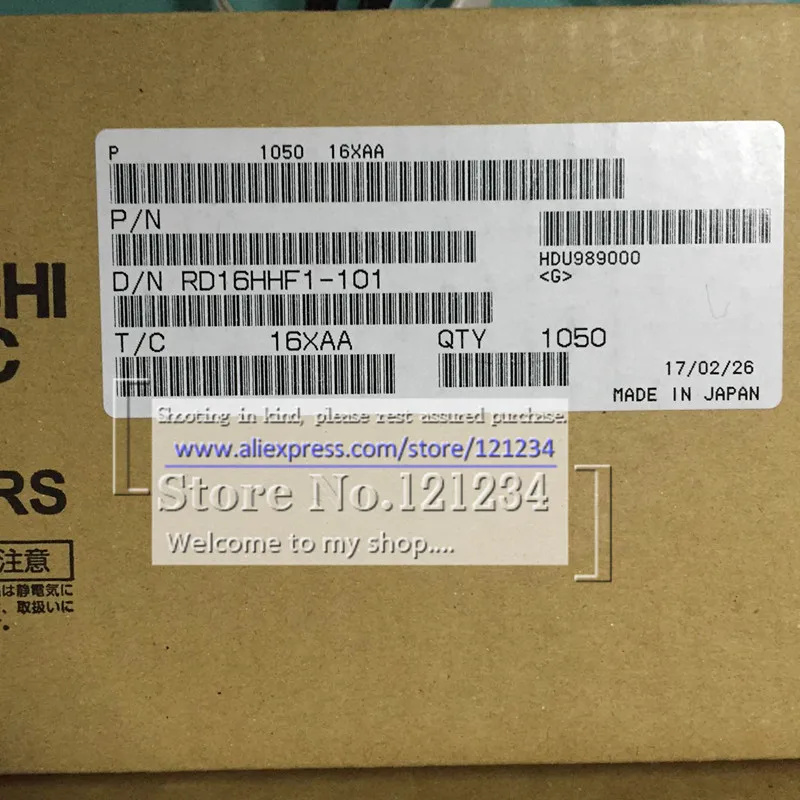 P 1050 16XAA
P/N
HDU989000
<G>
D/N RD16HHF1-101
T/C 16XAA QTY 1050
17/02/26
MADE IN JAPAN
SHI
C
RS
注意
は静電気に
、取扱いに
。
Shooting in kind, please rest assured purchase.
www.aliexpress.com/store/121234
Store No.121234
Welcome to my shop....